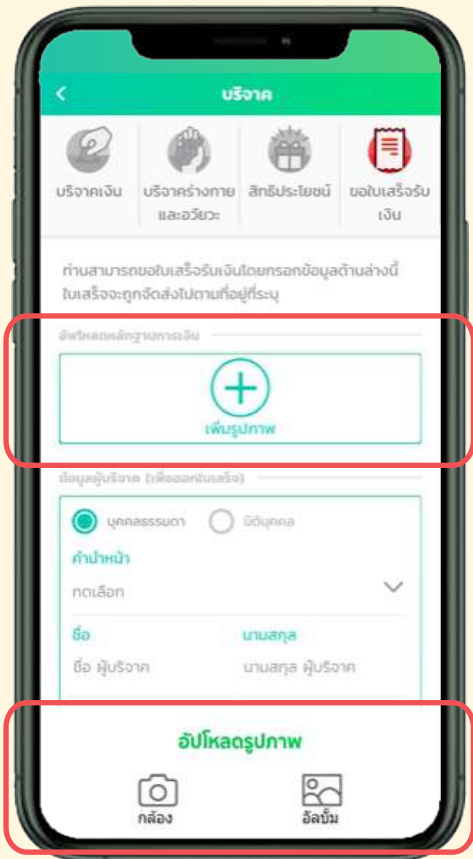 บริจาค
บริจาคเงิน
บริจาคร่างกาย
และอวัยวะ
สิทธิประโยชน์
ขอใบเสร็จรับ
เงิน
ท่านสามารถขอใบเสร็จรับเงินโดยกรอกข้อมูลด้านล่างนี้
ใบเสร็จจะถูกจัดส่งไปตามที่อยู่ที่ระบุ
อัพโหลดหลักฐานการเงิน
เพิ่มรูปภาพ
ข้อมูลผู้บริจาค (เพื่อออกใบเสร็จ)
บุคคลธรรมดา นิติบุคคล
คำนำหน้า
กดเลือก
ชื่อ นามสกุล
ชื่อ ผู้บริจาค นามสกุล ผู้บริจาค
อัปโหลดรูปภาพ
กล้อง อัลบั้ม